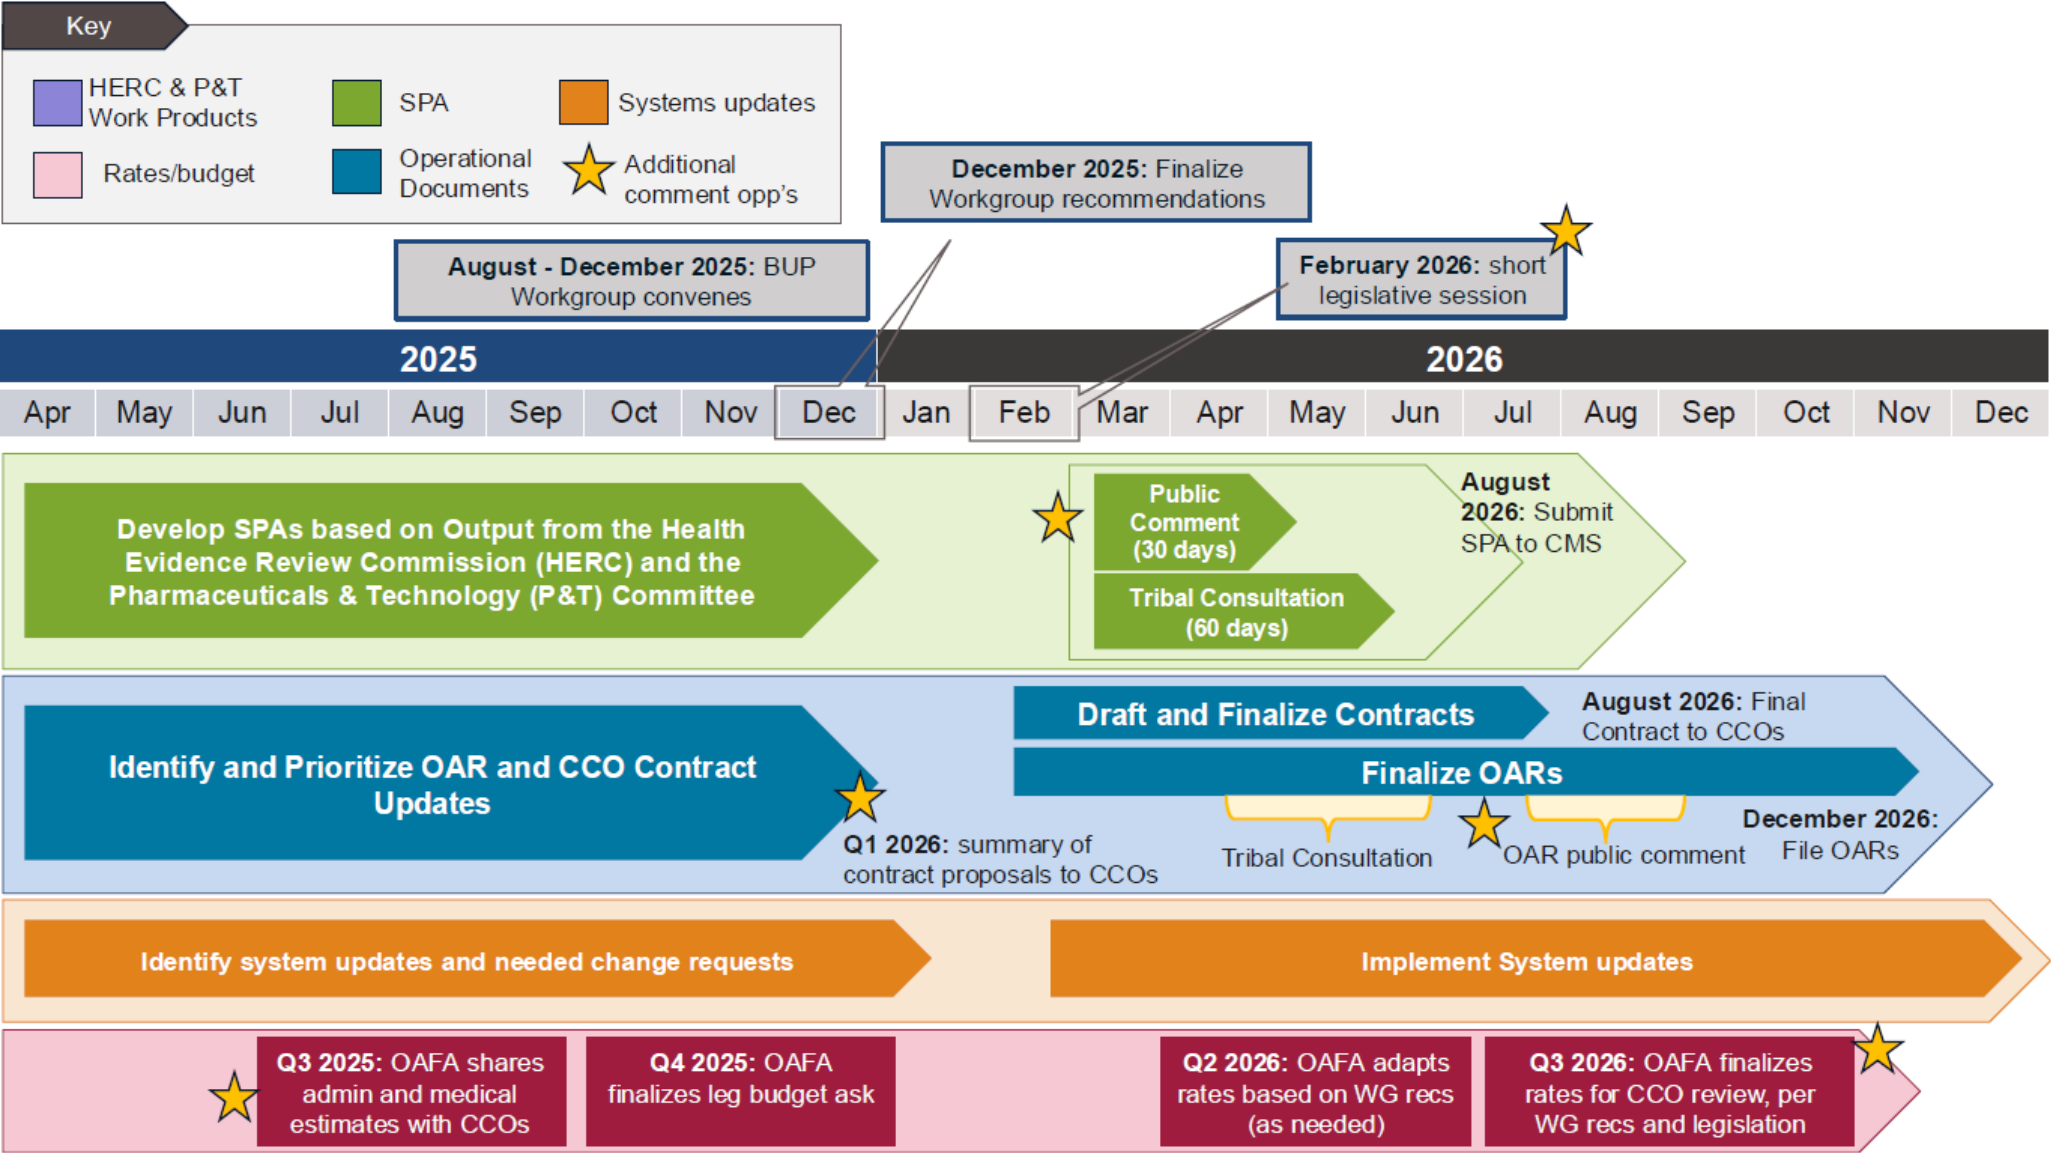 Key
HERC & P&T
Work Products
SPA
Systems updates
Rates/budget
Operational
Documents
Additional
comment opp's
December 2025: Finalize
Workgroup recommendations
August - December 2025: BUP
Workgroup convenes
February 2026: short
legislative session
2025
2026
Apr May Jun Jul Aug Sep Oct Nov Dec Jan Feb Mar Apr May Jun Jul Aug Sep Oct Nov Dec
Develop SPAs based on Output from the Health
Evidence Review Commission (HERC) and the
Pharmaceuticals & Technology (P&T) Committee
Public
Comment
(30 days)
Tribal Consultation
(60 days)
August
2026: Submit
SPA to CMS
Identify and Prioritize OAR and CCO Contract
Updates
Q1 2026: summary of
contract proposals to CCOs
Draft and Finalize Contracts
August 2026: Final
Contract to CCOs
Finalize OARs
Tribal Consultation
OAR public comment
December 2026:
File OARs
Identify system updates and needed change requests
Implement System updates
Q3 2025: OAFA shares
admin and medical
estimates with CCOs
Q4 2025: OAFA
finalizes leg budget ask
Q2 2026: OAFA adapts
rates based on WG recs
(as needed)
Q3 2026: OAFA finalizes
rates for CCO review, per
WG recs and legislation